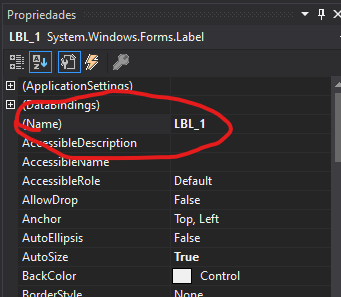 Propriedades
LBL_1 System.Windows.Forms.Label
(ApplicationSettings)
(DataBindings)
(Name) LBL_1
AccessibleDescription
AccessibleName
AccessibleRole Default
AllowDrop False
Anchor Top, Left
AutoEllipsis False
AutoSize True
BackColor Control
BorderStyle None